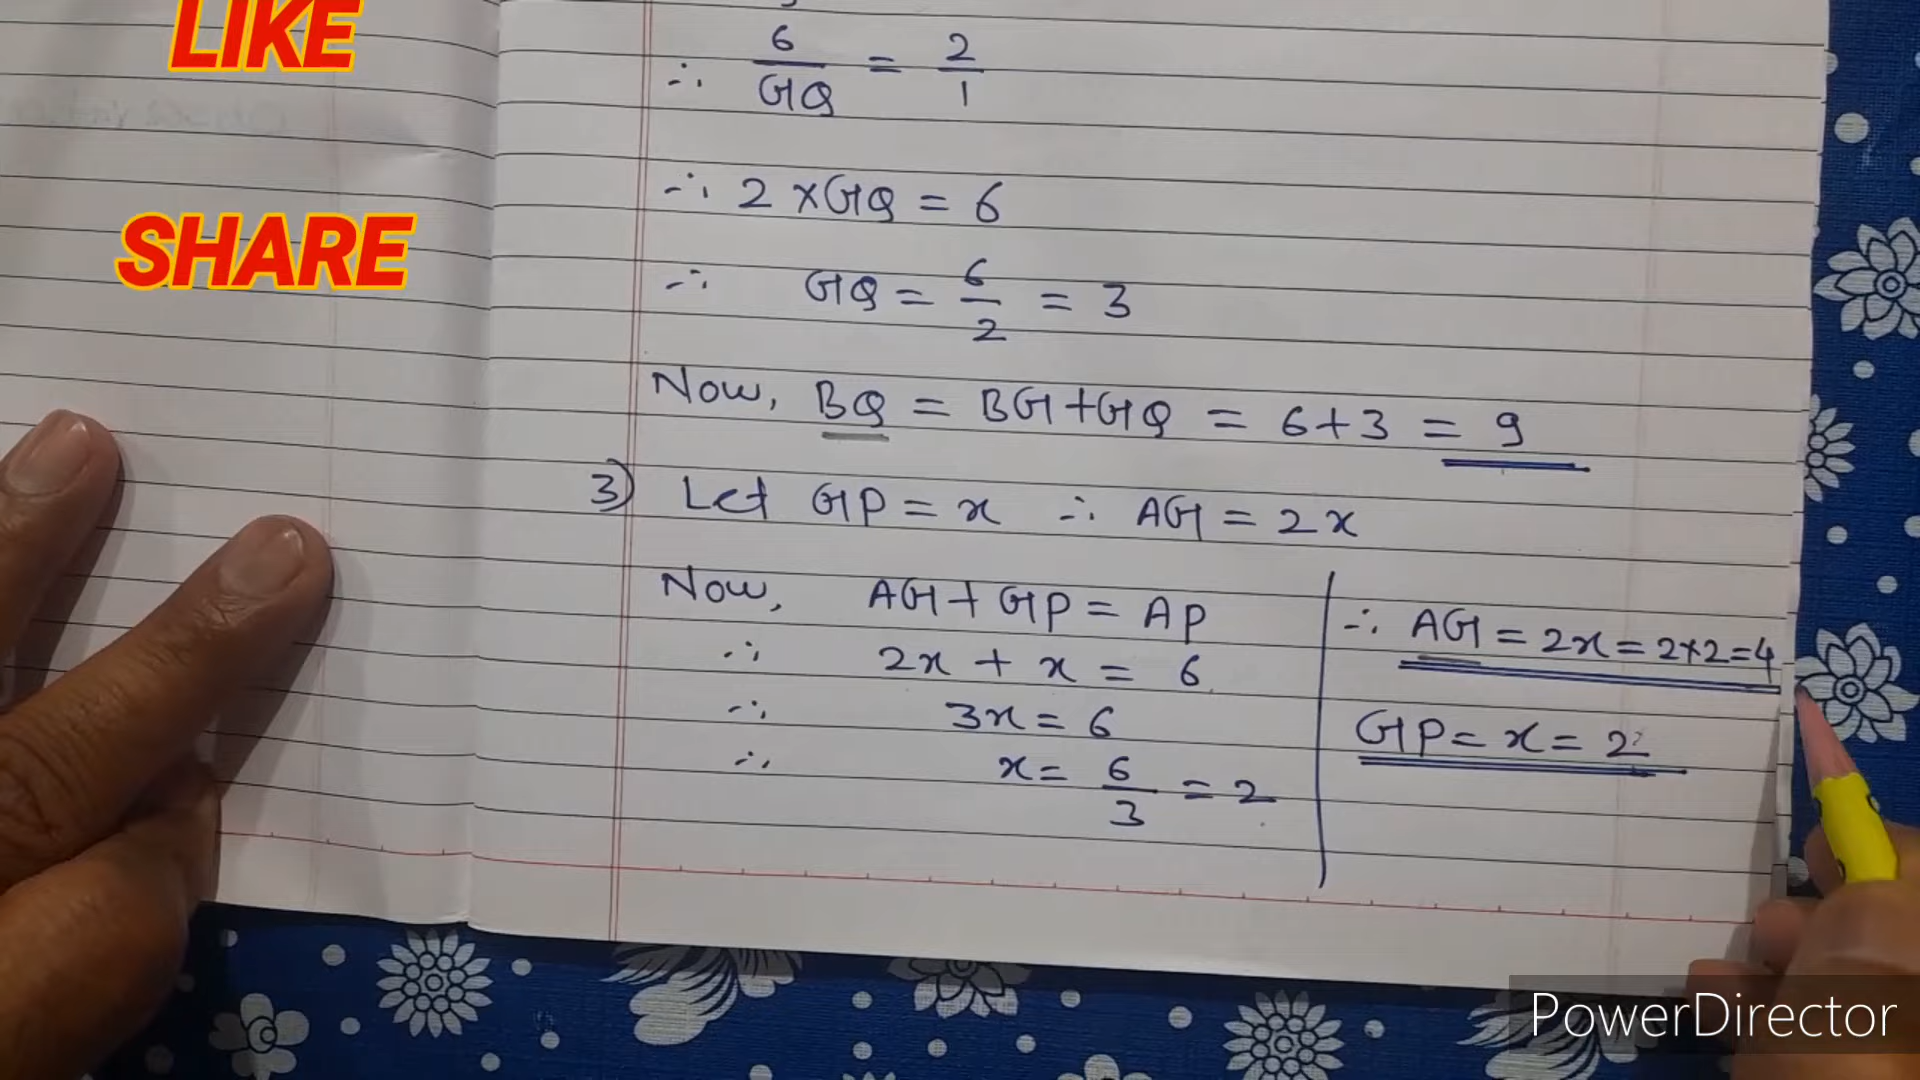 LIKE
SHARE
∴ 6/GQ = 2/1
∴ 2 × GQ = 6
∴ GQ = 6/2 = 3
Now, BQ = BG + GQ = 6 + 3 = 9
3) Let GP = x ∴ AG = 2x
Now, AG + GP = AP
∴ 2x + x = 6
∴ 3x = 6
∴ x = 6/3 = 2
∴ AG = 2x = 2×2 = 4
GP = x = 2
PowerDirector